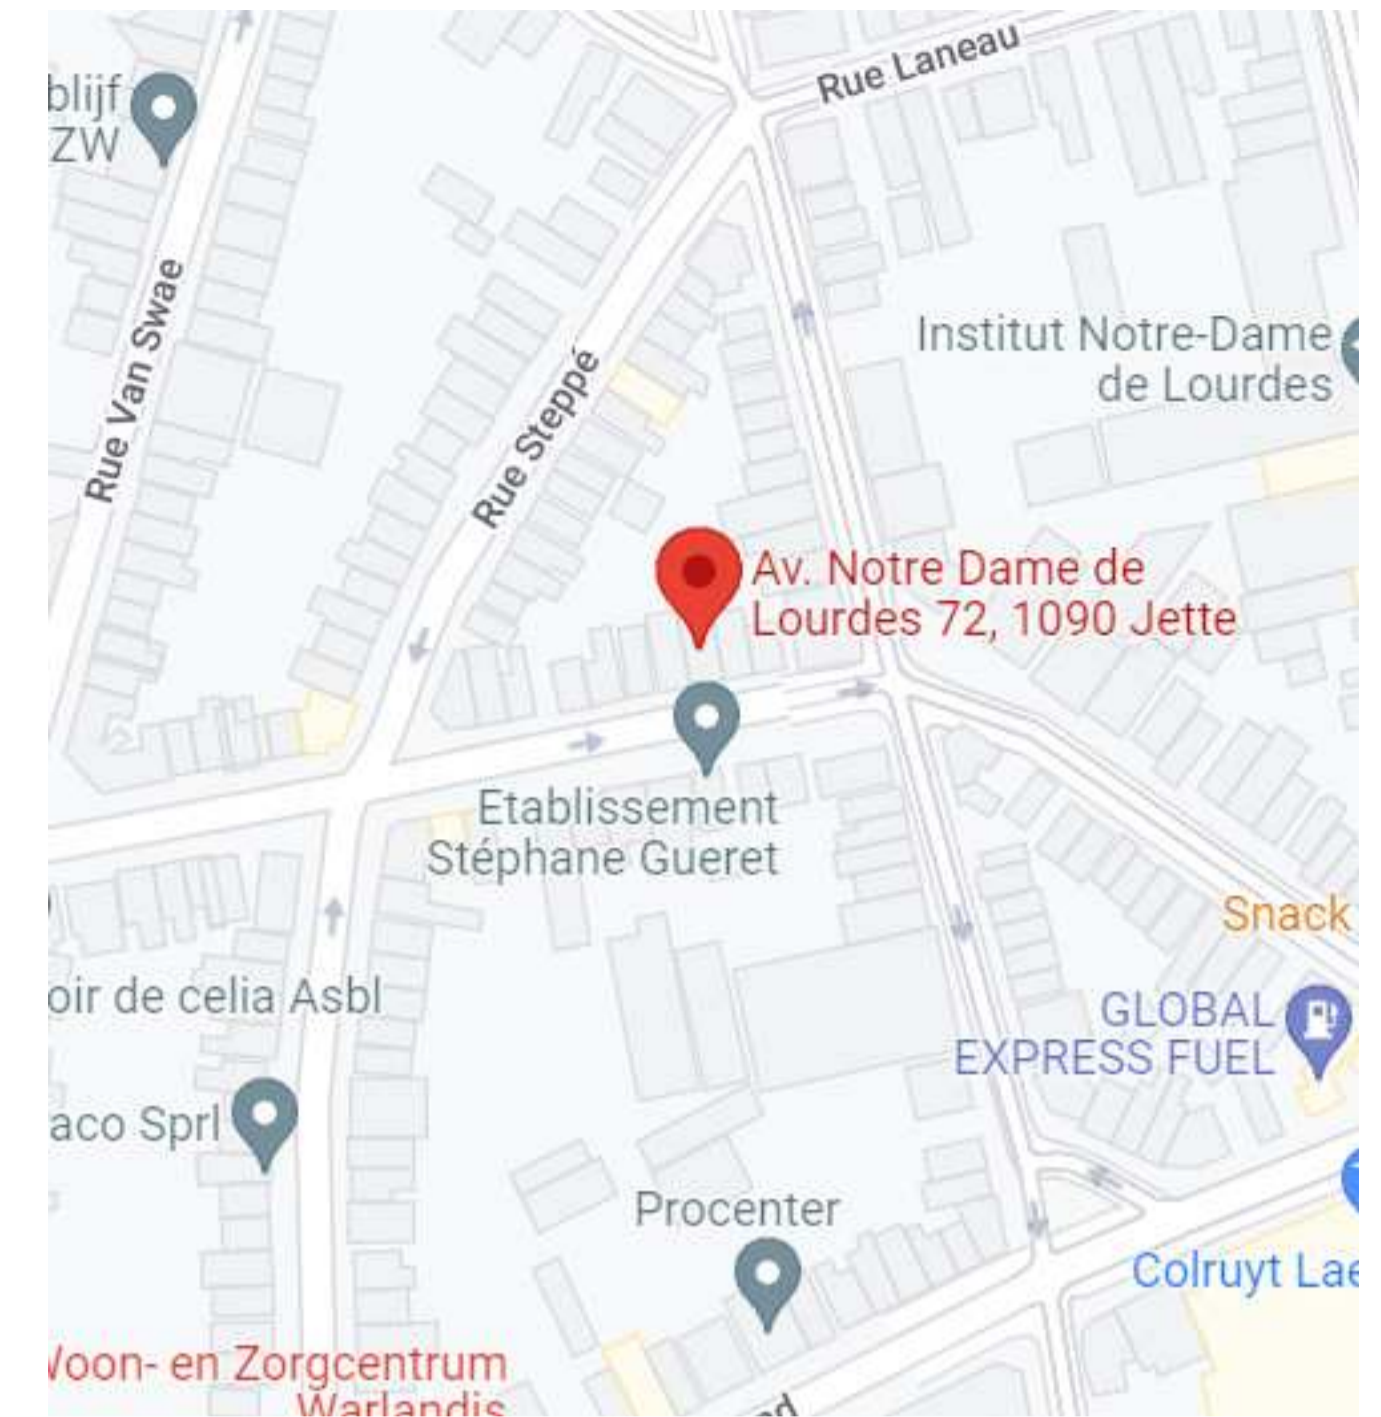 Rue Laneau
blijf
ZW
Rue Van Swae
Rue Steppé
Institut Notre-Dame
de Lourdes
Av. Notre Dame de
Lourdes 72, 1090 Jette
Etablissement
Stéphane Gueret
Snack
oir de celia Asbl
GLOBAL
EXPRESS FUEL
aco Sprl
Procenter
Colruyt Lae
Woon- en Zorgcentrum
Warlandis